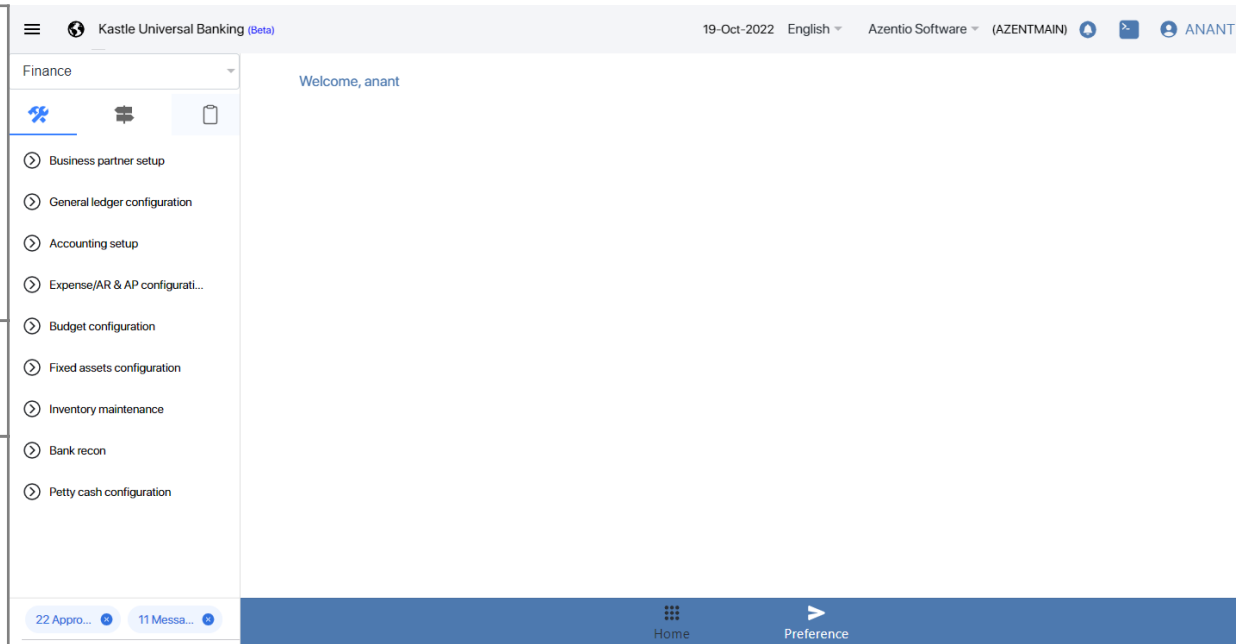 Kastle Universal Banking (Beta) 19-Oct-2022 English Azentio Software (AZENTMAIN) ANANT
Finance
Welcome, anant
Business partner setup
General ledger configuration
Accounting setup
Expense/AR & AP configurati...
Budget configuration
Fixed assets configuration
Inventory maintenance
Bank recon
Petty cash configuration
22 Appro... 11 Messa...
Home Preference